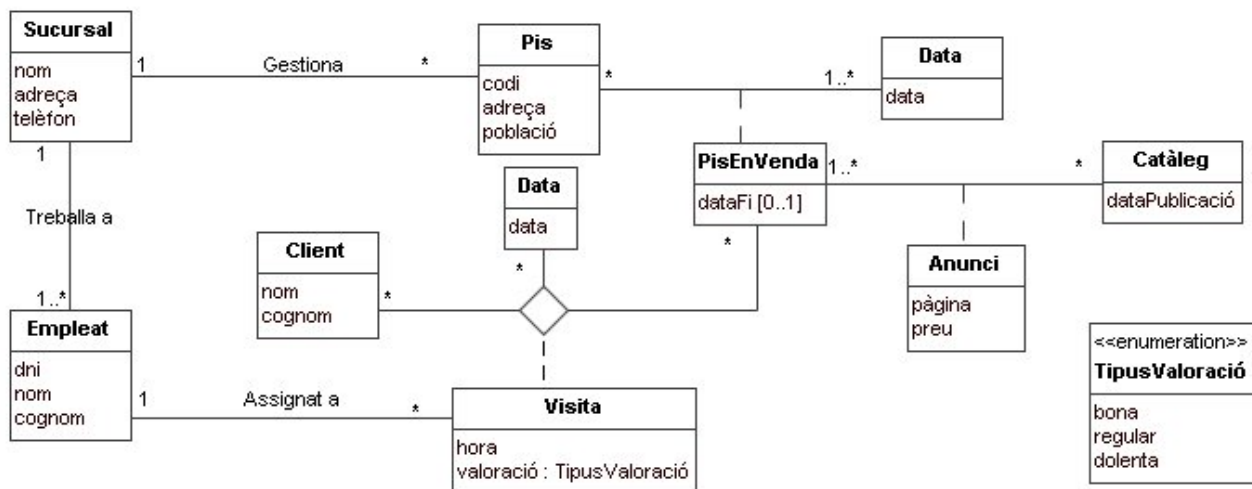 Sucursal
nom
adreça
telèfon
1
Gestiona
*
Pis
codi
adreça
població
*
1..*
Data
data
1
Treballa a
1..*
Data
data
*
PisEnVenda
dataFi [0..1]
*
1..*
*
Catàleg
dataPublicació
Client
nom
cognom
*
Anunci
pàgina
preu
Empleat
dni
nom
cognom
1
Assignat a
*
Visita
hora
valoració : TipusValoració
<<enumeration>>
TipusValoració
bona
regular
dolenta